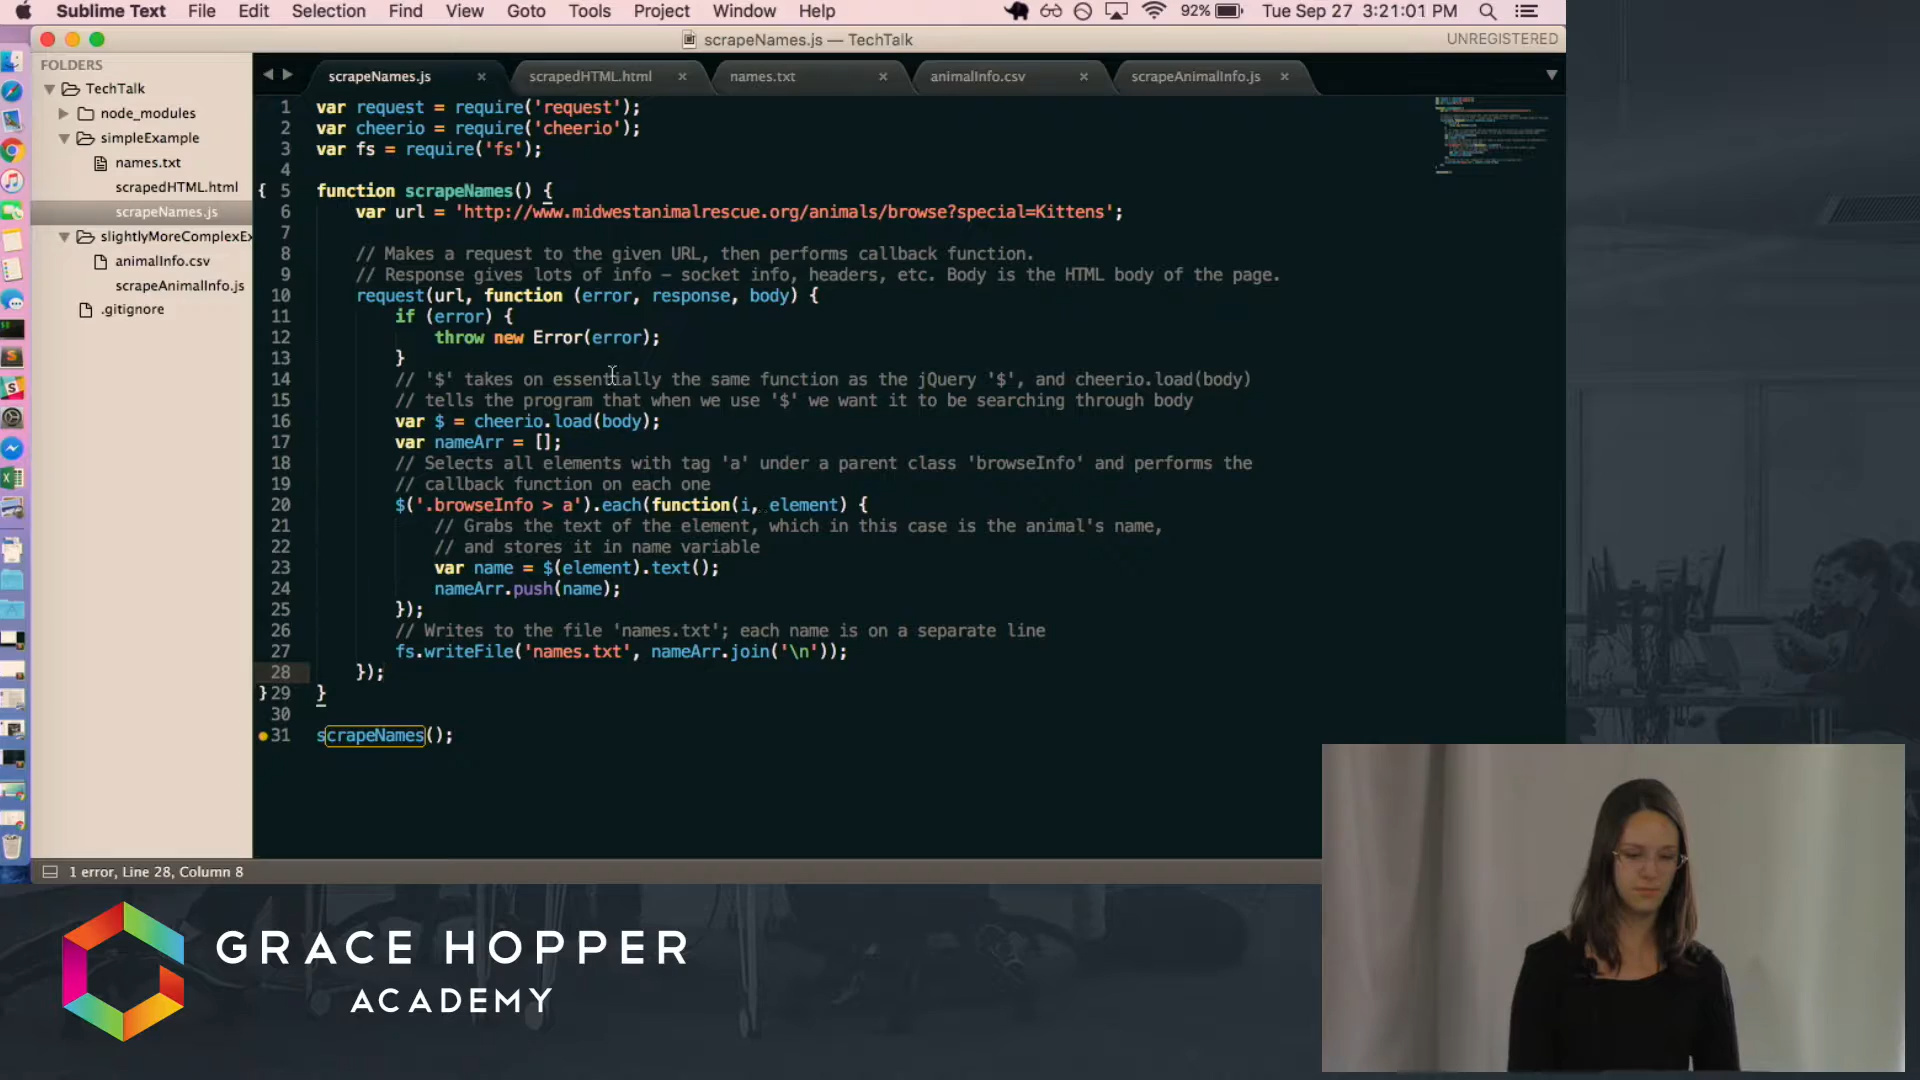 Sublime Text File Edit Selection Find View Goto Tools Project Window Help 92% Tue Sep 27 3:21:01 PM
scrapeNames.js — TechTalk UNREGISTERED
FOLDERS
TechTalk
node_modules
simpleExample
names.txt
scrapedHTML.html
scrapeNames.js
slightlyMoreComplexEx
animalInfo.csv
scrapeAnimalInfo.js
.gitignore
scrapeNames.js × scrapedHTML.html × names.txt × animalInfo.csv × scrapeAnimalInfo.js ×
1 var request = require('request');
2 var cheerio = require('cheerio');
3 var fs = require('fs');
4
{ 5 function scrapeNames() {
6 var url = 'http://www.midwestanimalrescue.org/animals/browse?special=Kittens';
7
8 // Makes a request to the given URL, then performs callback function.
9 // Response gives lots of info – socket info, headers, etc. Body is the HTML body of the page.
10 request(url, function (error, response, body) {
11 if (error) {
12 throw new Error(error);
13 }
14 // '$' takes on essentially the same function as the jQuery '$', and cheerio.load(body)
15 // tells the program that when we use '$' we want it to be searching through body
16 var $ = cheerio.load(body);
17 var nameArr = [];
18 // Selects all elements with tag 'a' under a parent class 'browseInfo' and performs the
19 // callback function on each one
20 $('.browseInfo > a').each(function(i, element) {
21 // Grabs the text of the element, which in this case is the animal's name,
22 // and stores it in name variable
23 var name = $(element).text();
24 nameArr.push(name);
25 });
26 // Writes to the file 'names.txt'; each name is on a separate line
27 fs.writeFile('names.txt', nameArr.join('\n'));
28 });
} 29 }
30
31 scrapeNames();
1 error, Line 28, Column 8
GRACE HOPPER
ACADEMY